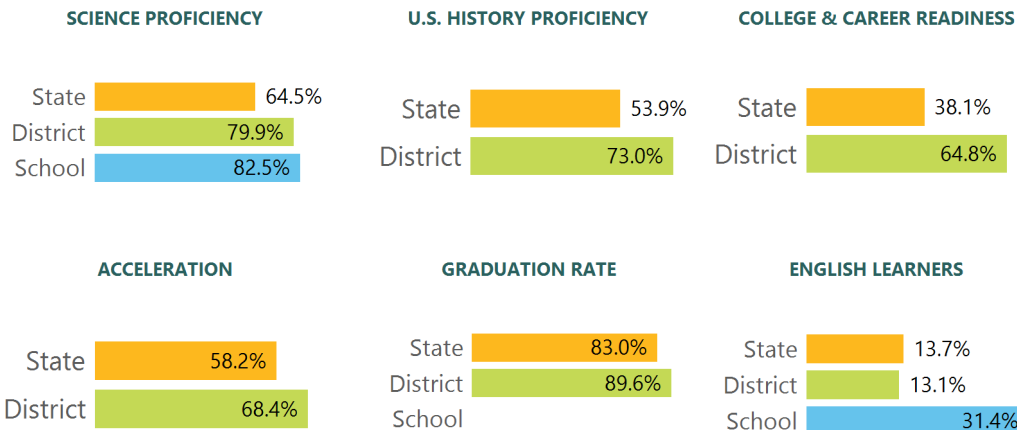 SCIENCE PROFICIENCY
State 64.5%
District 79.9%
School 82.5%
U.S. HISTORY PROFICIENCY
State 53.9%
District 73.0%
COLLEGE & CAREER READINESS
State 38.1%
District 64.8%
ACCELERATION
State 58.2%
District 68.4%
GRADUATION RATE
State 83.0%
District 89.6%
School
ENGLISH LEARNERS
State 13.7%
District 13.1%
School 31.4%